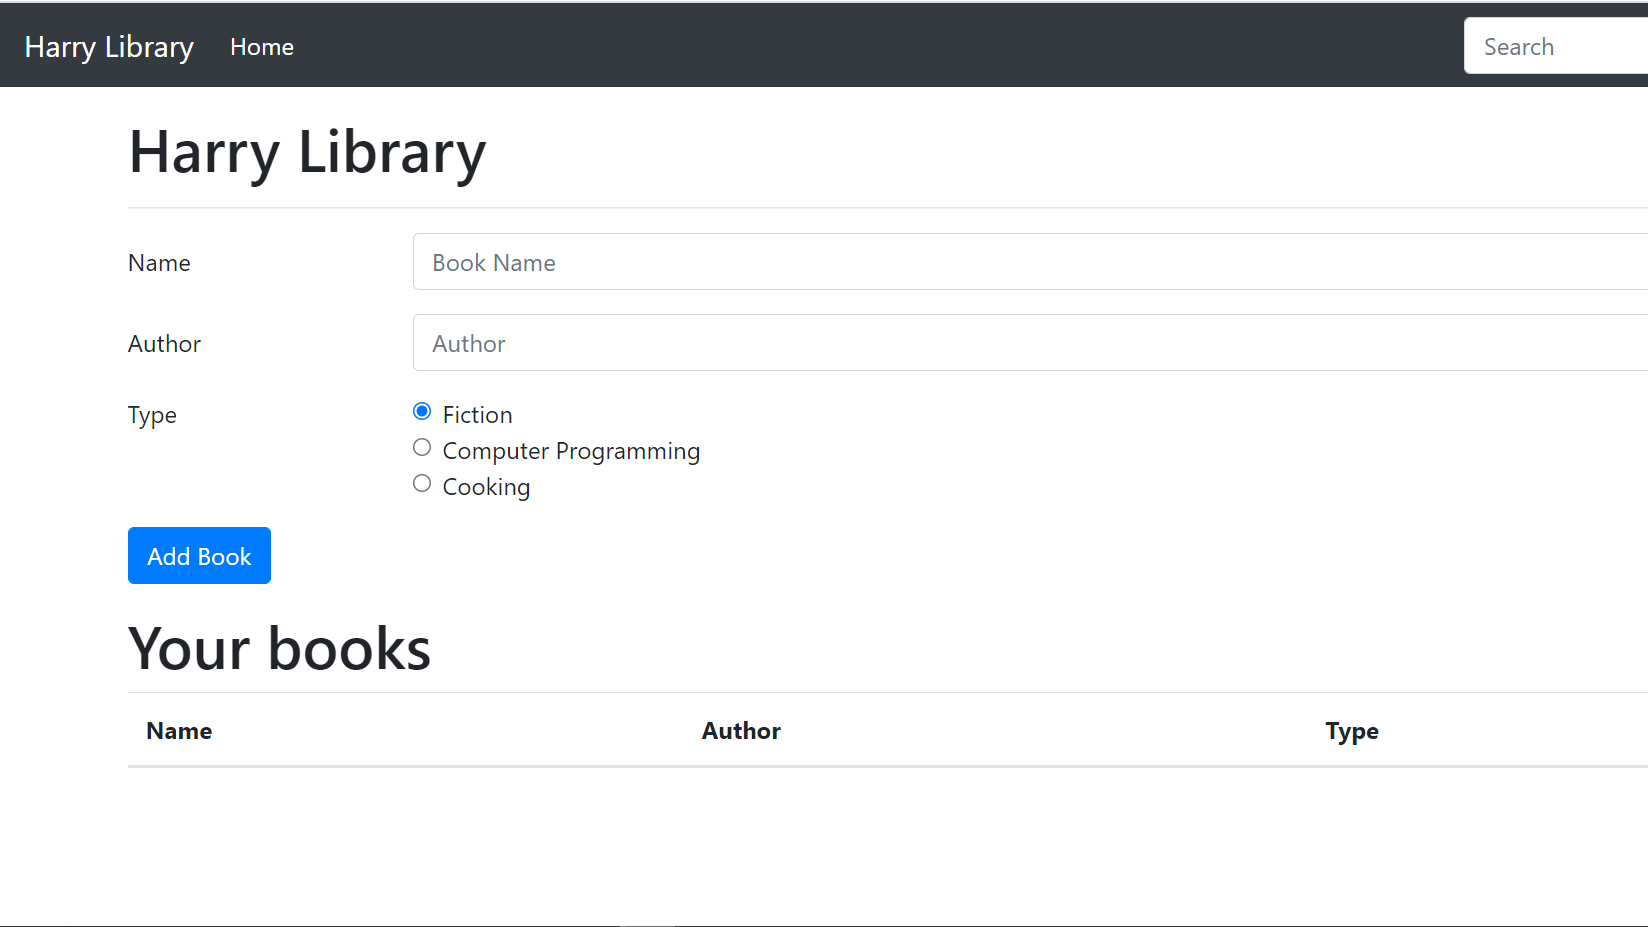 Harry Library Home Search
Harry Library
Name Book Name
Author Author
Type Fiction
Computer Programming
Cooking
Add Book
Your books
Name Author Type